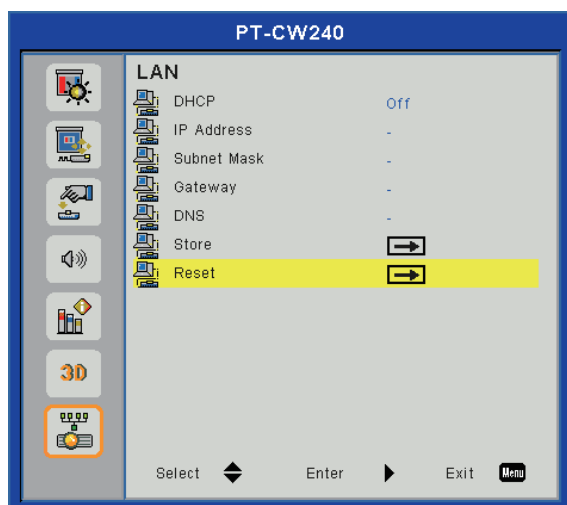 PT-CW240
LAN
DHCP Off
IP Address -
Subnet Mask -
Gateway -
DNS -
Store
Reset
3D
Select Enter Exit Menu